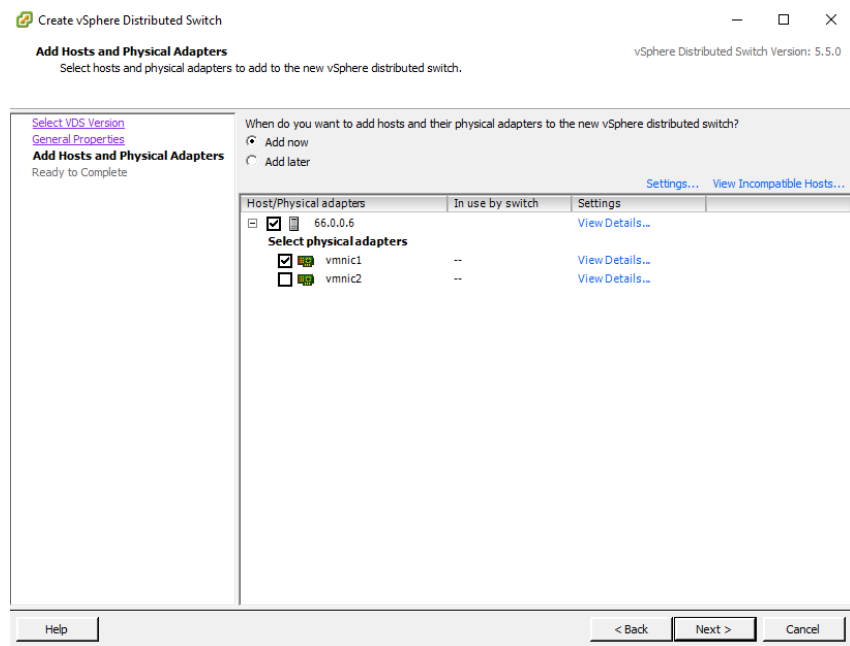 Create vSphere Distributed Switch
Add Hosts and Physical Adapters
Select hosts and physical adapters to add to the new vSphere distributed switch.
vSphere Distributed Switch Version: 5.5.0
Select VDS Version
General Properties
Add Hosts and Physical Adapters
Ready to Complete
When do you want to add hosts and their physical adapters to the new vSphere distributed switch?
Add now
Add later
Settings... View Incompatible Hosts...
Host/Physical adapters In use by switch Settings
66.0.0.6 View Details...
Select physical adapters
vmnic1 -- View Details...
vmnic2 -- View Details...
Help < Back Next > Cancel